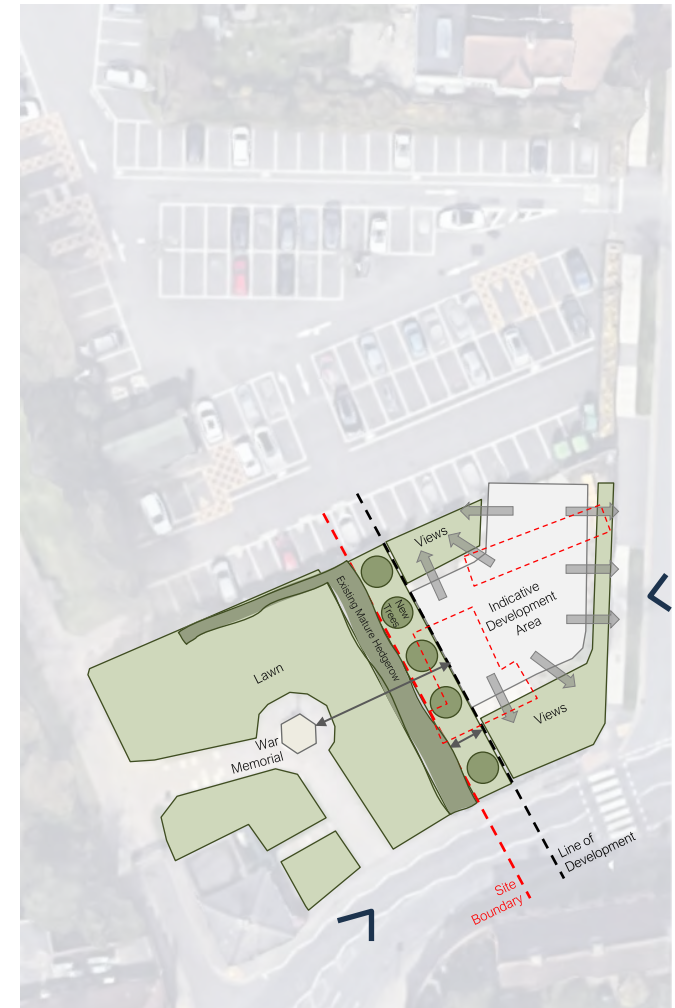 Views
Existing Mature Hedgerow
New
Trees
Indicative
Development
Area
Lawn
War
Memorial
Views
Line of
Development
Site
Boundary